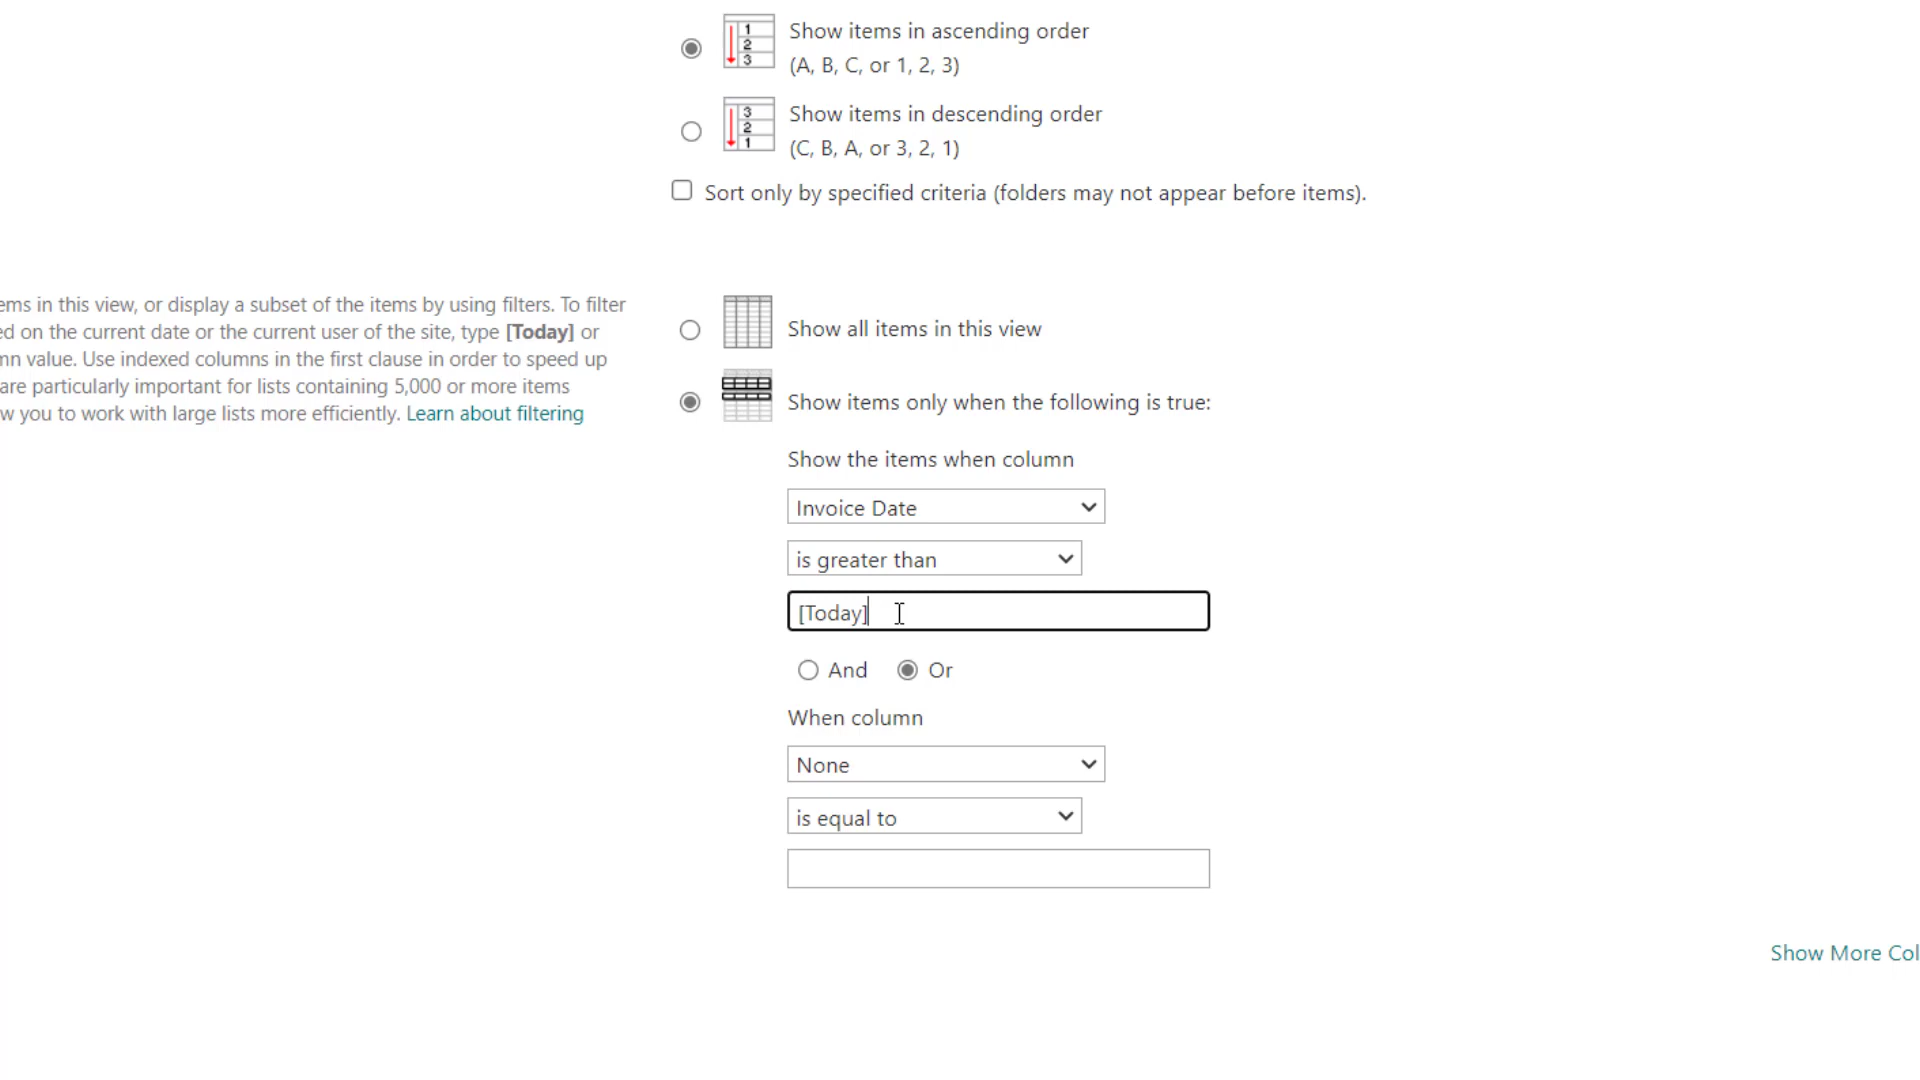 Show items in ascending order
(A, B, C, or 1, 2, 3)
Show items in descending order
(C, B, A, or 3, 2, 1)
Sort only by specified criteria (folders may not appear before items).
ems in this view, or display a subset of the items by using filters. To filter
ed on the current date or the current user of the site, type [Today] or
mn value. Use indexed columns in the first clause in order to speed up
are particularly important for lists containing 5,000 or more items
w you to work with large lists more efficiently. Learn about filtering
Show all items in this view
Show items only when the following is true:
Show the items when column
Invoice Date
is greater than
[Today]
And Or
When column
None
is equal to
Show More Col